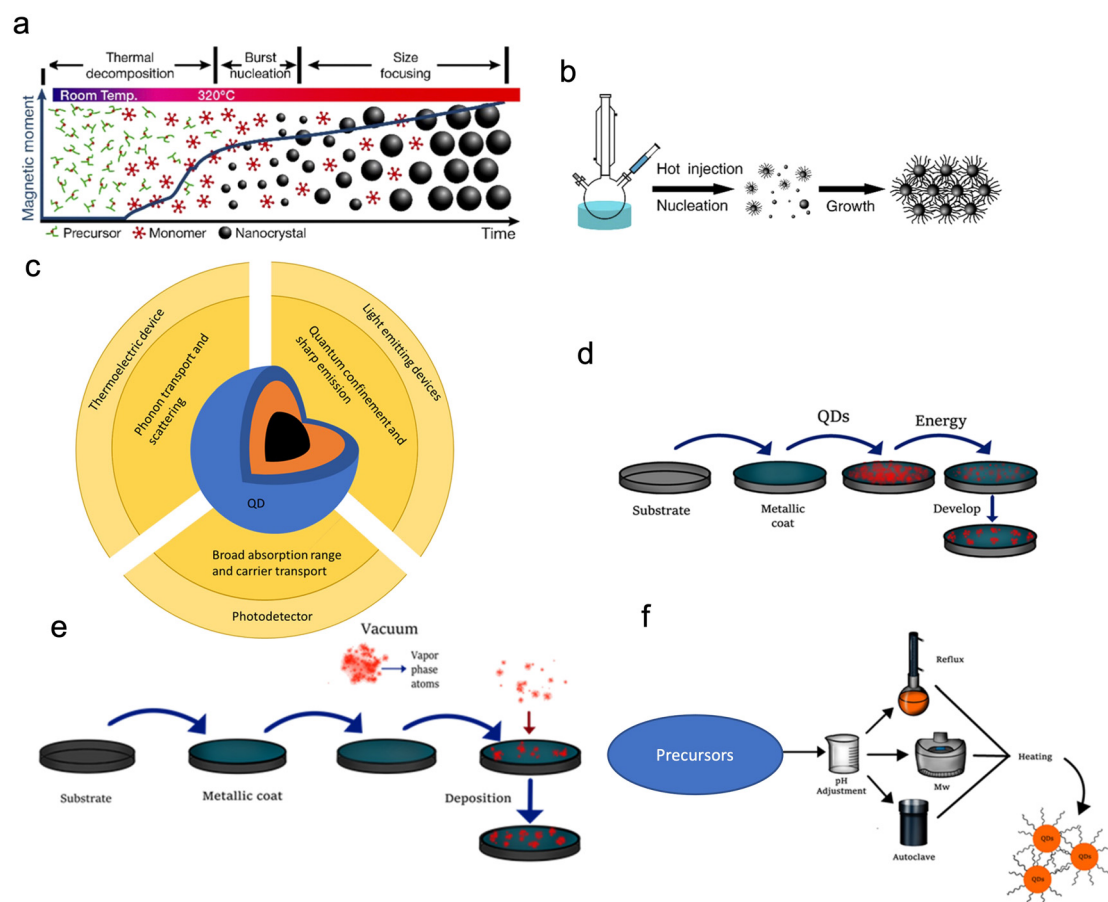 a
Thermal
decomposition
Burst
nucleation
Size
focusing
Room Temp.
320°C
Magnetic moment
Precursor
Monomer
Nanocrystal
Time
b
Hot injection
Nucleation
Growth
c
Thermoelectric device
Phonon transport and
scattering
Light emitting devices
Quantum confinement and
sharp emission
QD
Broad absorption range
and carrier transport
Photodetector
d
QDs
Energy
Substrate
Metallic
coat
Develop
e
Vacuum
Vapor
phase
atoms
Substrate
Metallic coat
Deposition
f
Precursors
pH
Adjustment
Reflux
Mw
Autoclave
Heating
QDs
QDs
QDs